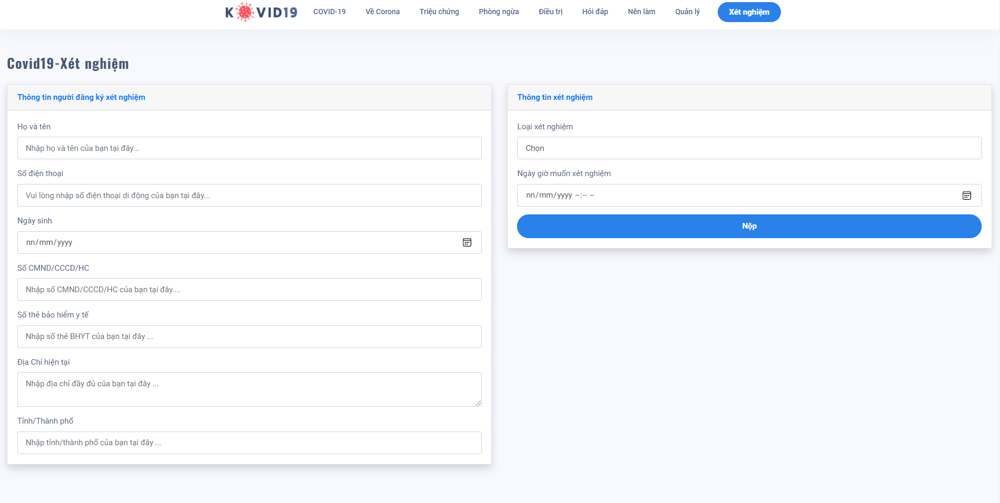 KOVID19 COVID-19 Về Corona Triệu chứng Phòng ngừa Điều trị Hỏi đáp Nên làm Quản lý Xét nghiệm
Covid19-Xét nghiệm
Thông tin người đăng ký xét nghiệm
Họ và tên
Nhập họ và tên của bạn tại đây...
Số điện thoại
Vui lòng nhập số điện thoại di động của bạn tại đây...
Ngày sinh
nn/mm/yyyy
Số CMND/CCCD/HC
Nhập số CMND/CCCD/HC của bạn tại đây....
Số thẻ bảo hiểm y tế
Nhập số thẻ BHYT của bạn tại đây ...
Địa Chỉ hiện tại
Nhập địa chỉ đầy đủ của bạn tại đây ...
Tỉnh/Thành phố
Nhập tỉnh/thành phố của bạn tại đây ...
Thông tin xét nghiệm
Loại xét nghiệm
Chọn
Ngày giờ muốn xét nghiệm
nn/mm/yyyy --:-- --
Nộp